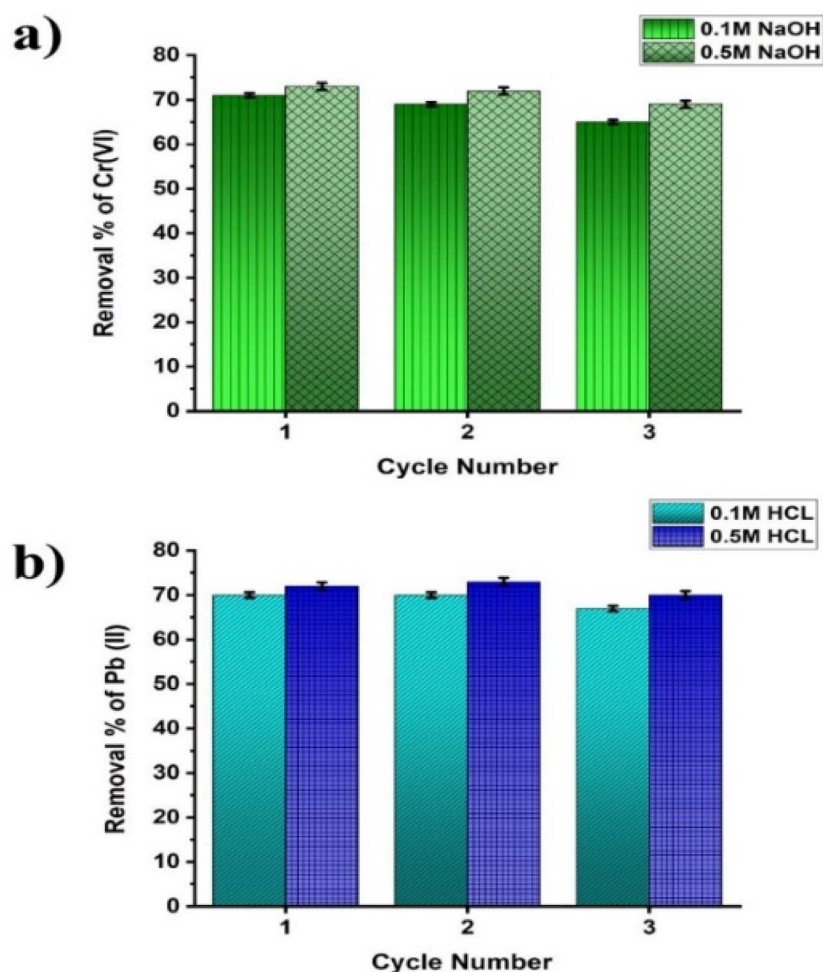 a)
0.1M NaOH
0.5M NaOH
80
70
60
50
40
30
20
10
0
Removal % of Cr(VI)
1 2 3
Cycle Number
b)
0.1M HCL
0.5M HCL
80
70
60
50
40
30
20
10
0
Removal % of Pb (II)
1 2 3
Cycle Number